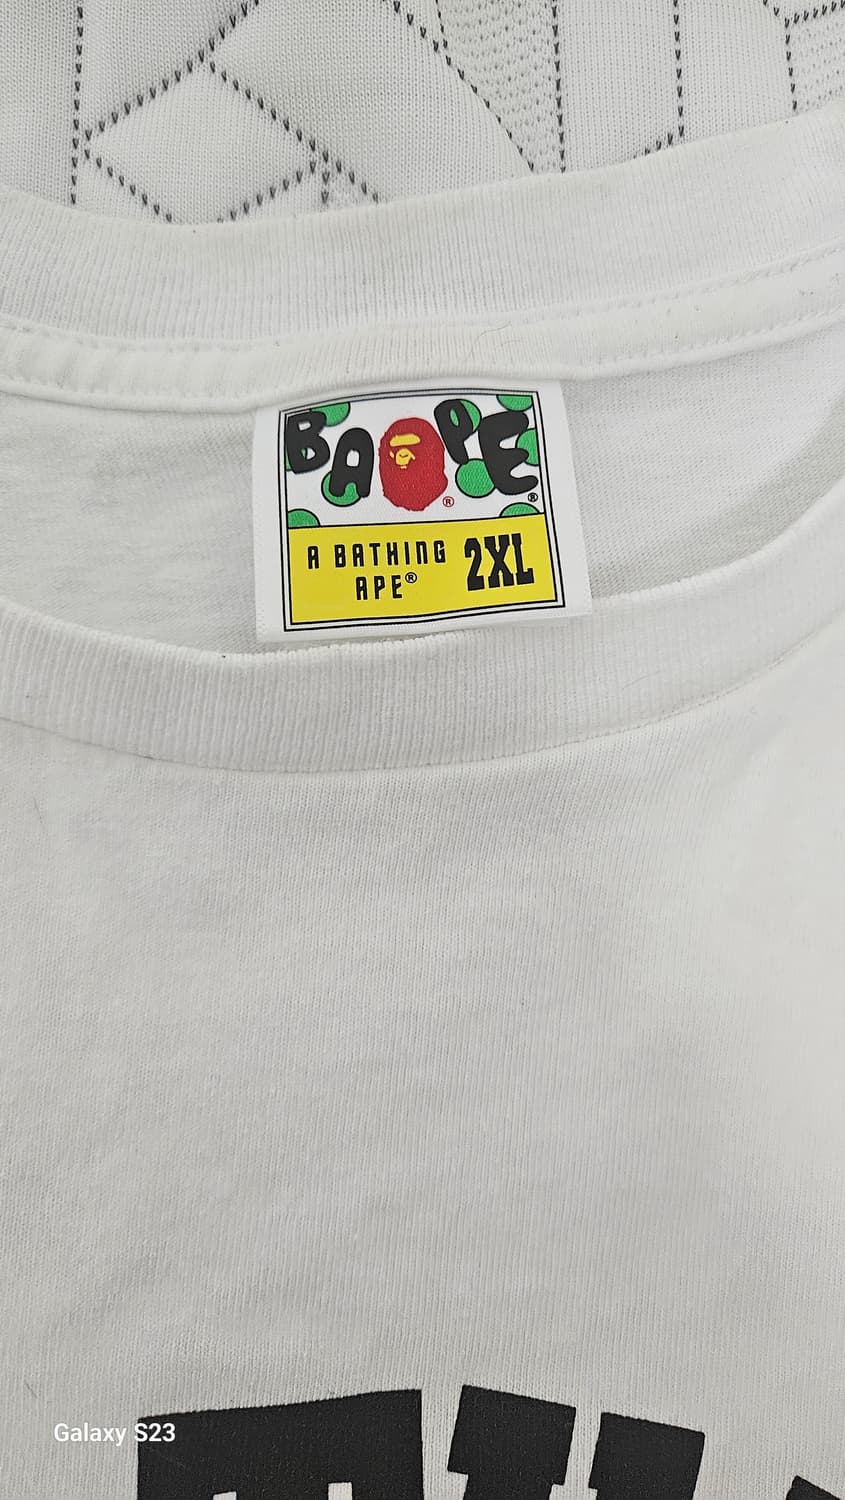 BAPE®
®
A BATHING
APE®
2XL
Galaxy S23